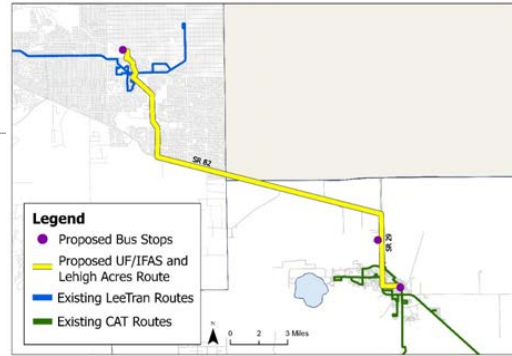 SR 82
SR 29
Legend
Proposed Bus Stops
Proposed UF/IFAS and
Lehigh Acres Route
Existing LeeTran Routes
Existing CAT Routes
N
0 2 3 Miles